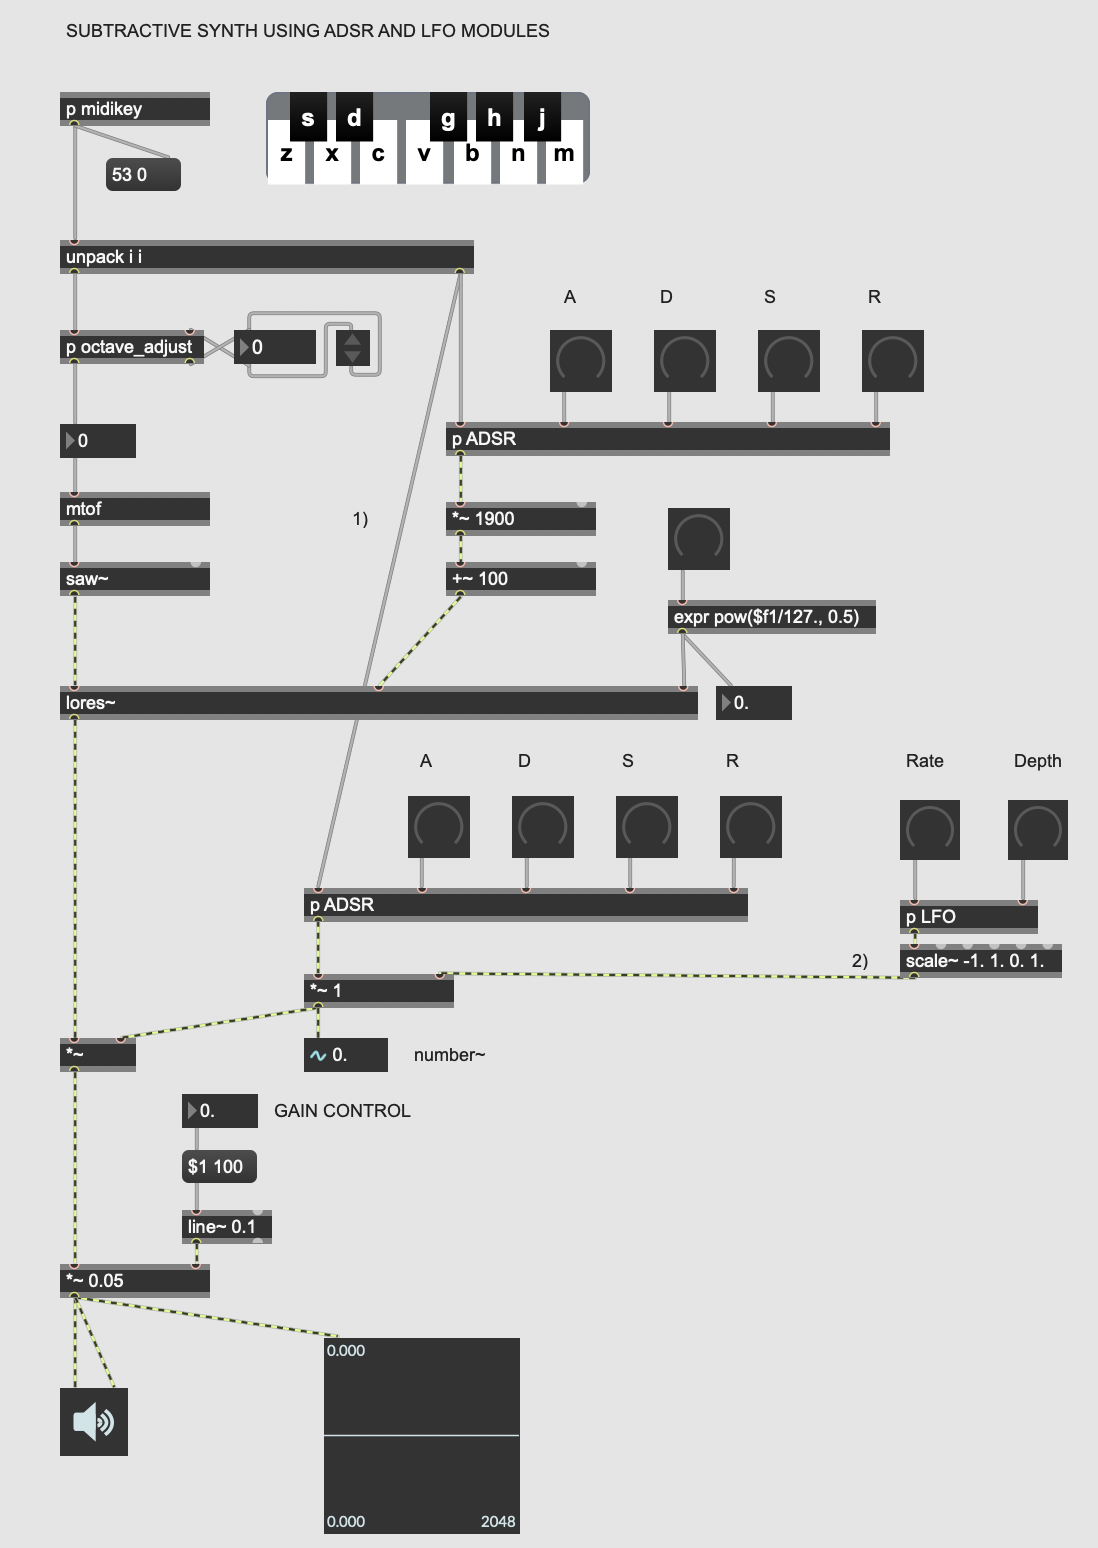 SUBTRACTIVE SYNTH USING ADSR AND LFO MODULES
p midikey
53 0
s d g h j
z x c v b n m
unpack i i
A D S R
p octave_adjust
0
0
p ADSR
mtof
1)
*~ 1900
saw~
+~ 100
expr pow($f1/127., 0.5)
lores~
0.
A D S R
Rate Depth
p ADSR
p LFO
2)
scale~ -1. 1. 0. 1.
*~ 1
*~
0.
number~
0.
GAIN CONTROL
$1 100
line~ 0.1
*~ 0.05
0.000
0.000 2048